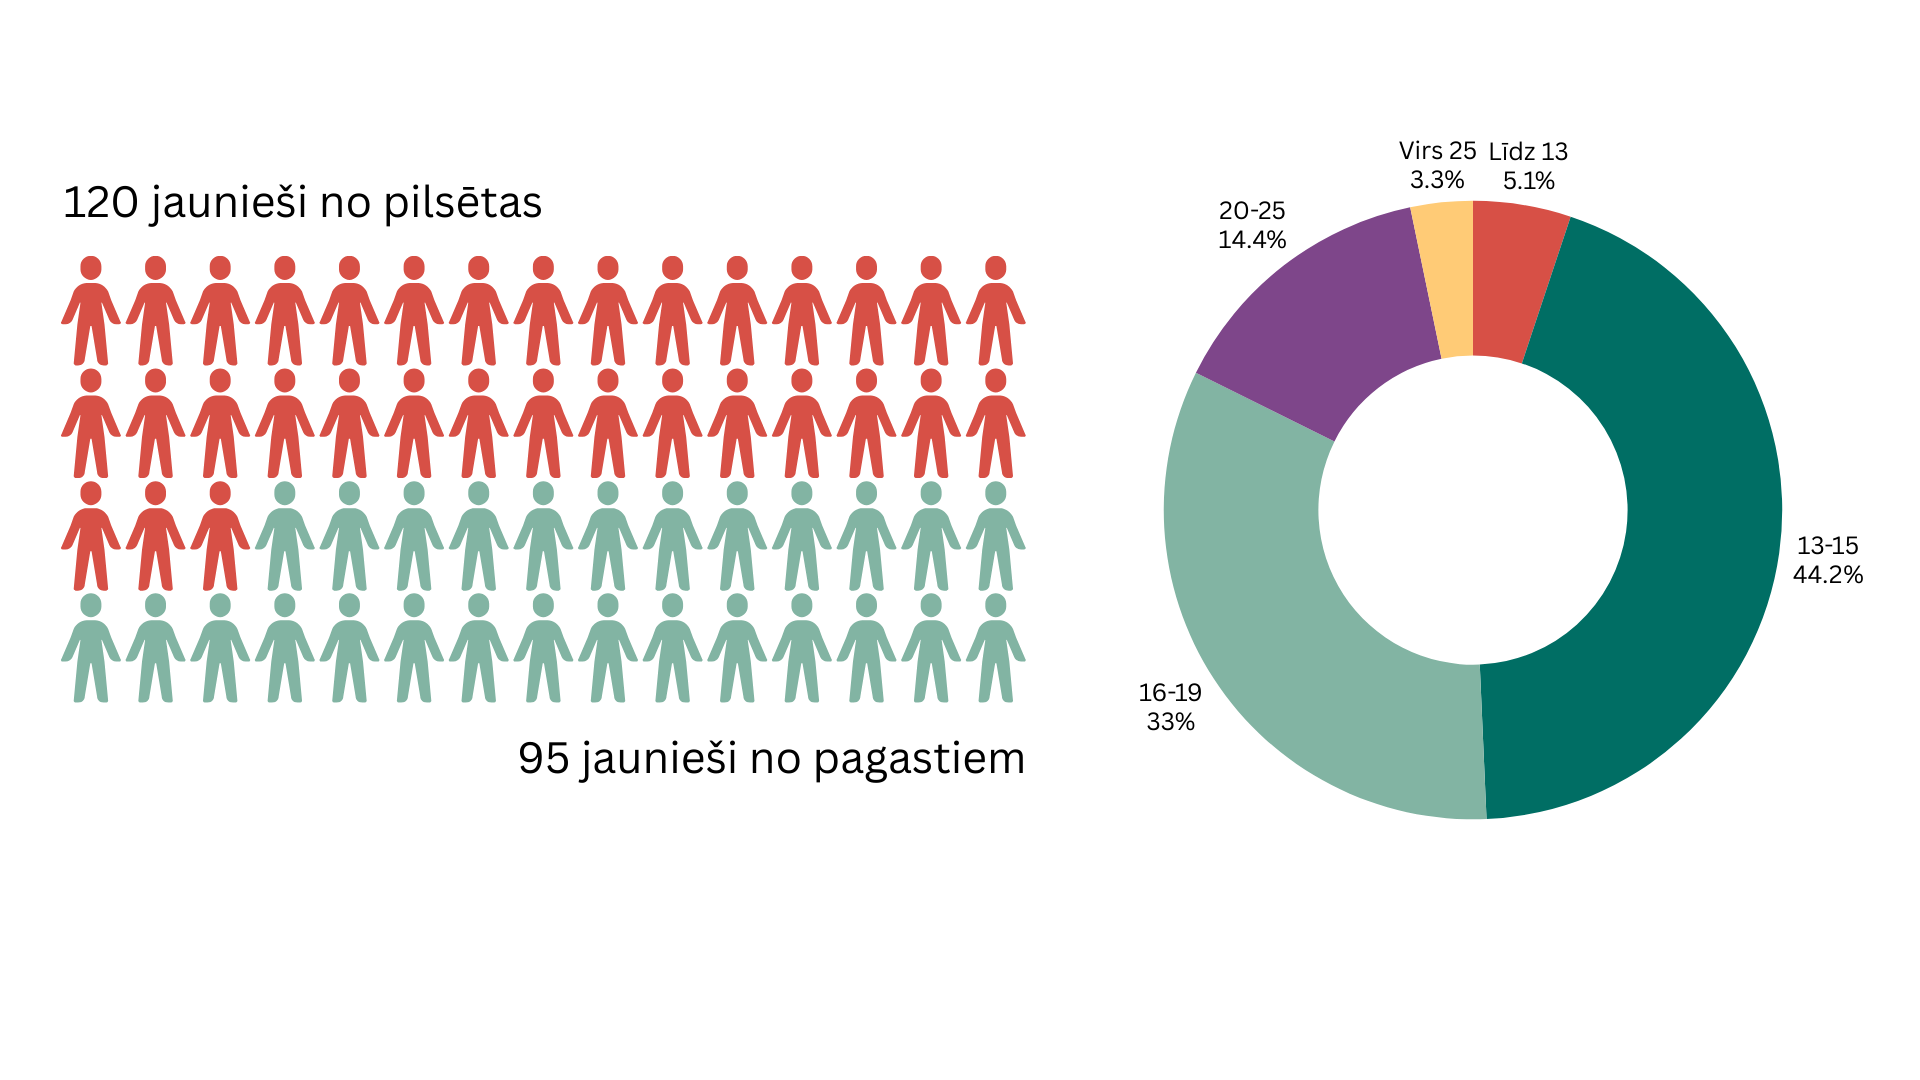 120 jaunieši no pilsētas
95 jaunieši no pagastiem
Virs 25
3.3%
Līdz 13
5.1%
20-25
14.4%
13-15
44.2%
16-19
33%